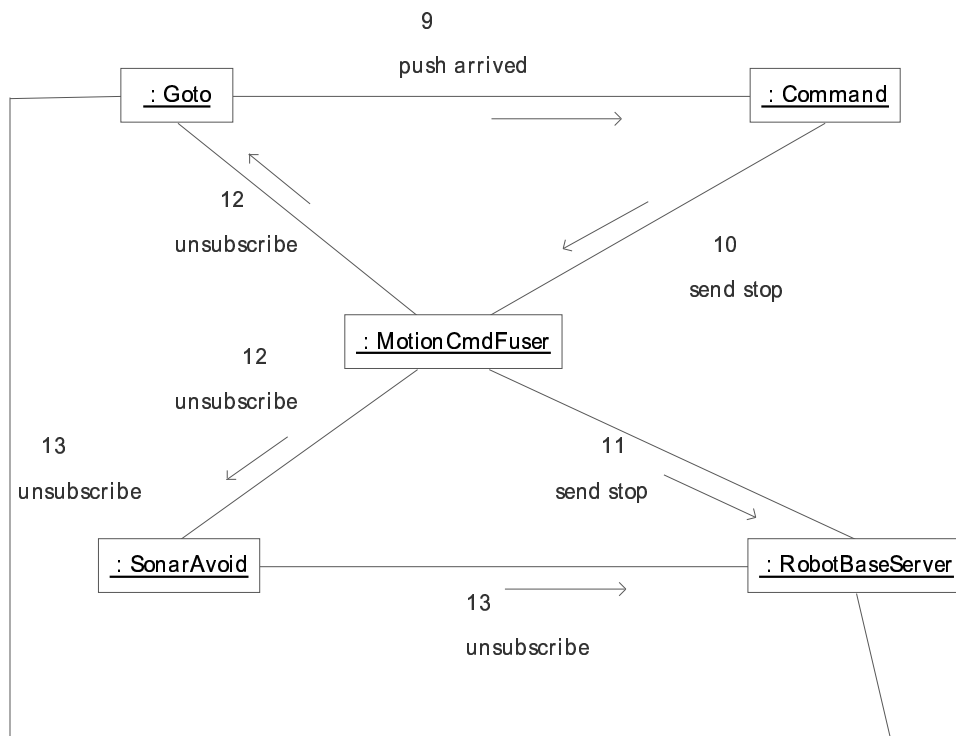 9
push arrived
: Goto
: Command
12
unsubscribe
10
send stop
: MotionCmdFuser
12
unsubscribe
13
unsubscribe
11
send stop
: SonarAvoid
: RobotBaseServer
13
unsubscribe